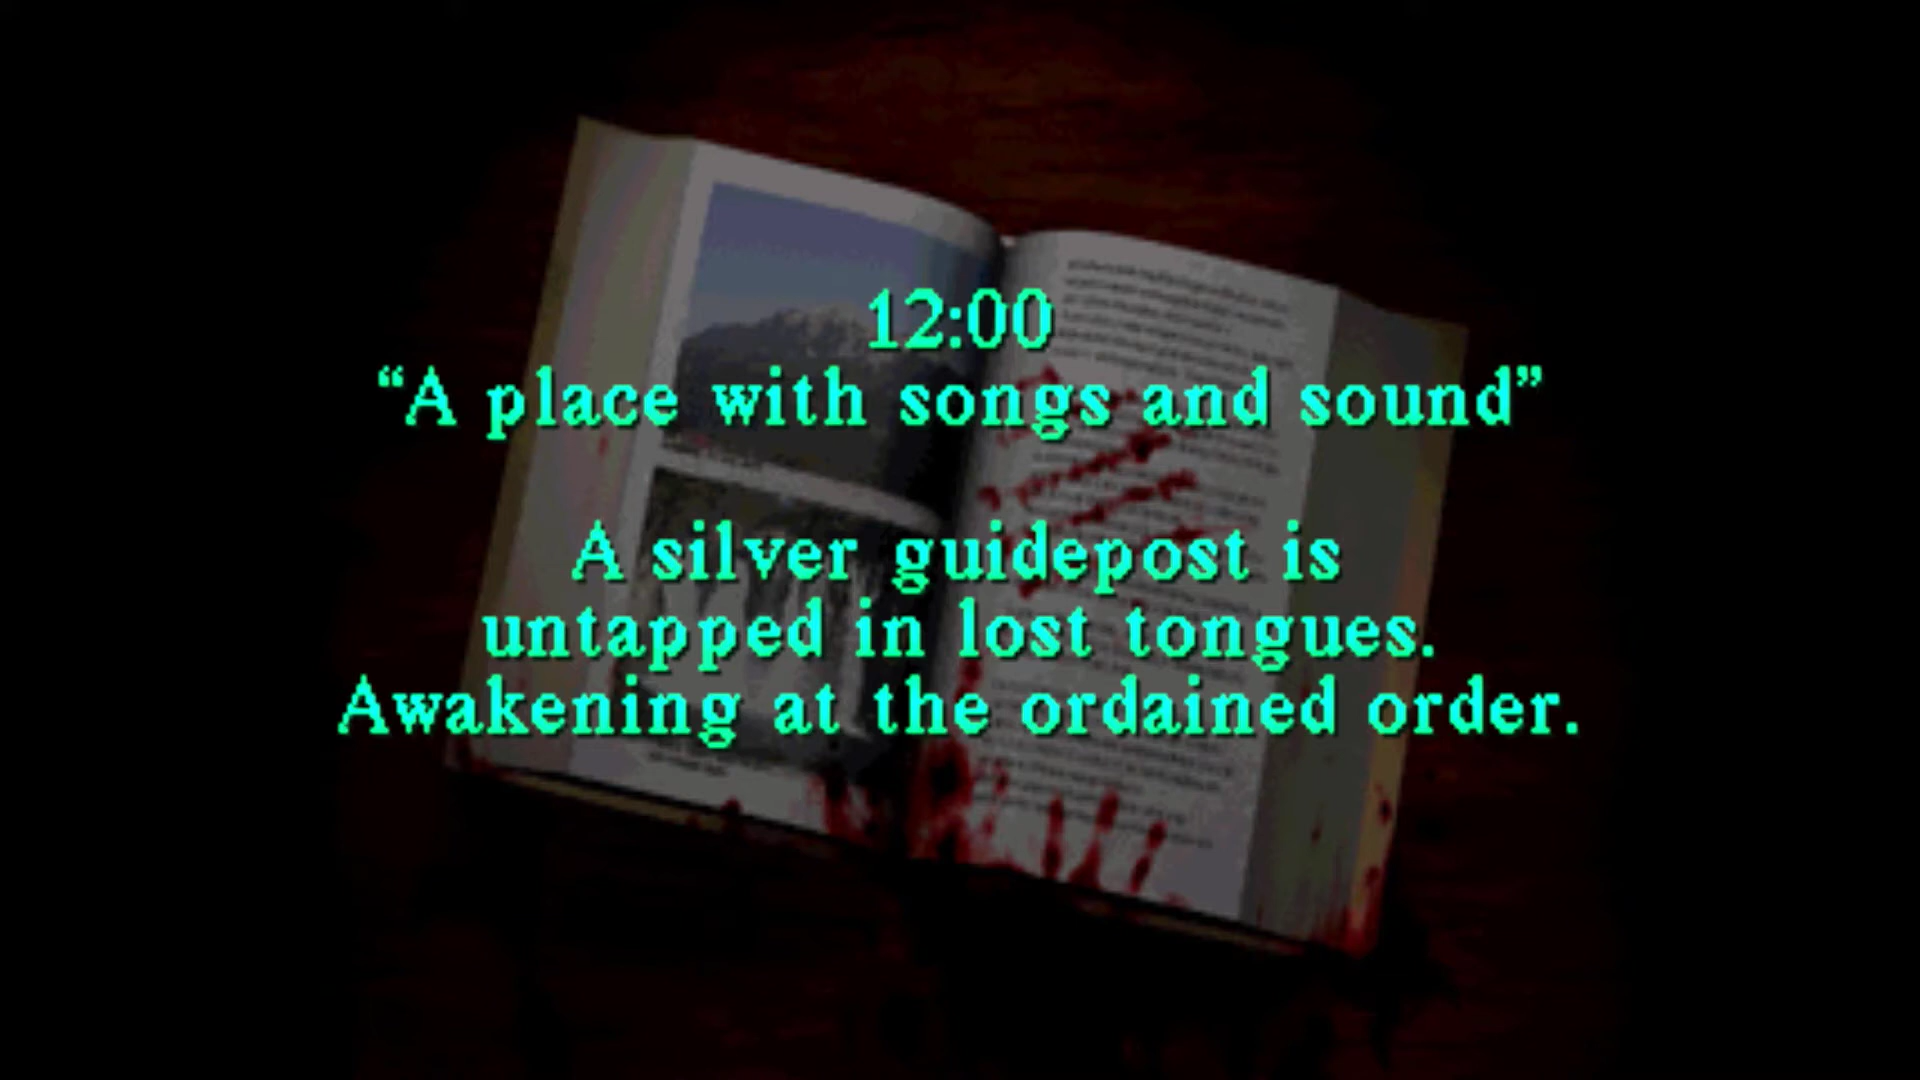 12:00
“A place with songs and sound”
A silver guidepost is
untapped in lost tongues.
Awakening at the ordained order.